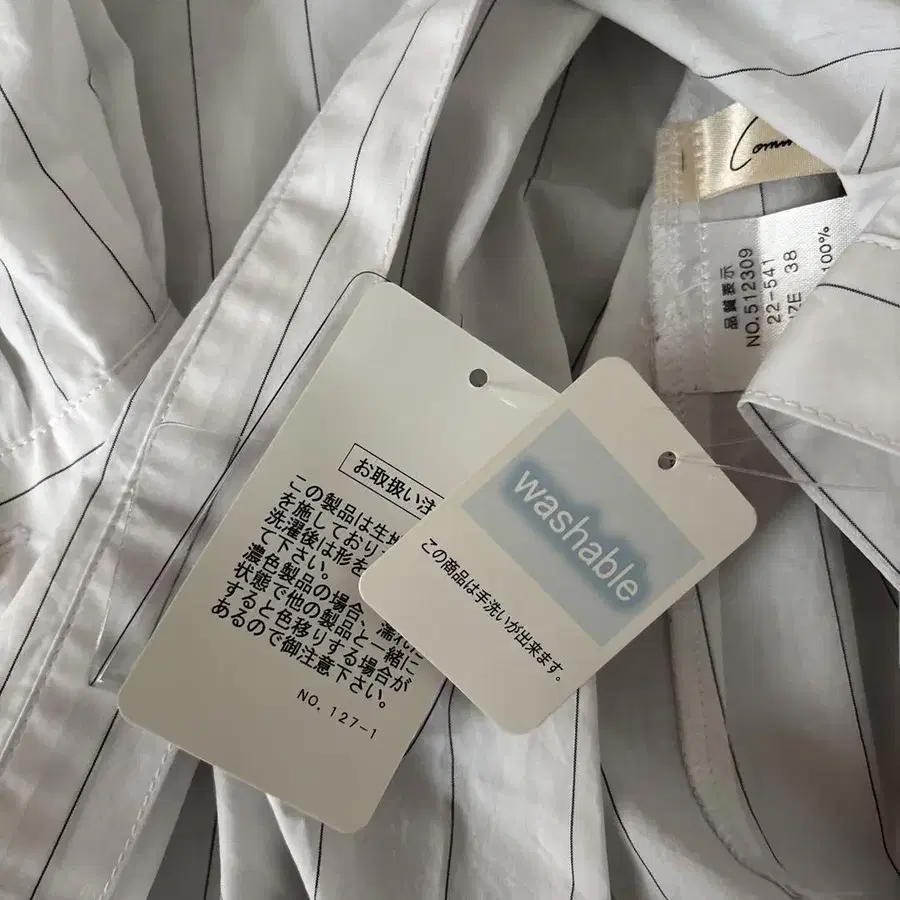 品質表示
NO.512309
22-541
ZE 38
100%
お取扱い注
この製品は生地
を施しており
洗濯後は形を
て下さい。
濃色製品の場合、濡れた
状態で他の製品と一緒に
すると色移りする場合が
あるので御注意下さい。
NO. 127-1
washable
この商品は手洗いが出来ます。